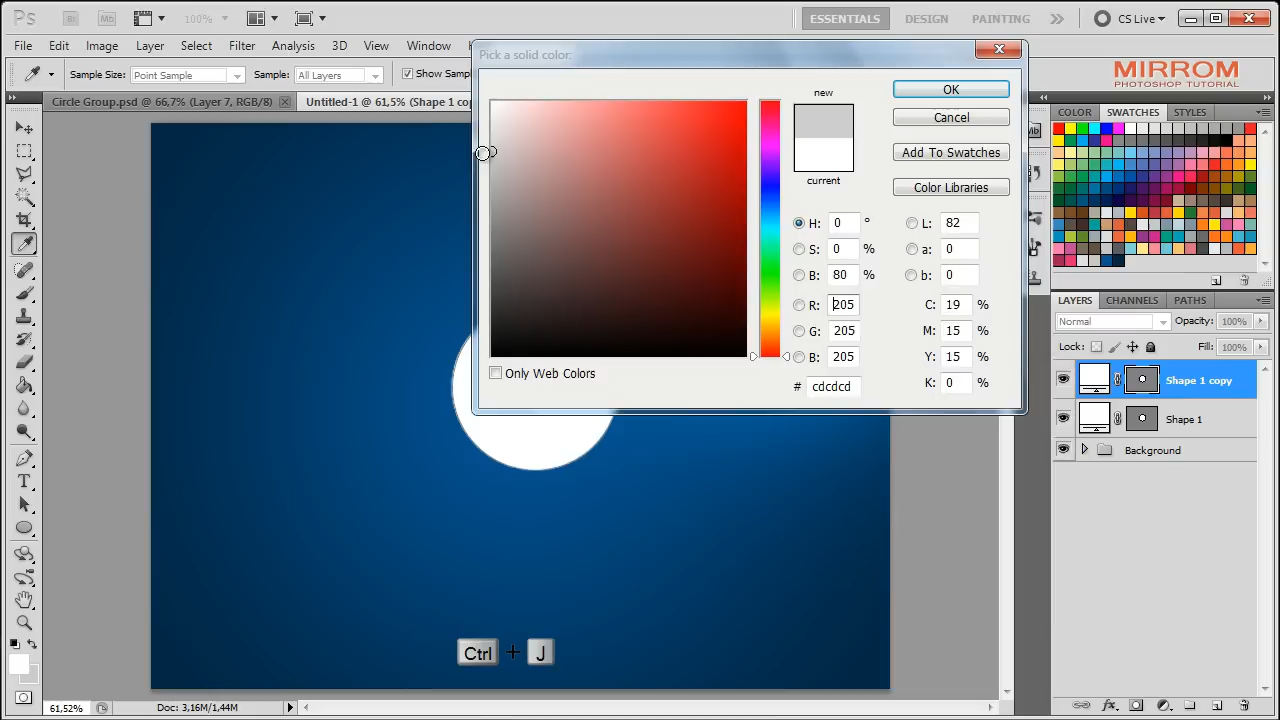 Ps Br Mb 100% ESSENTIALS DESIGN PAINTING CS Live
File Edit Image Layer Select Filter Analysis 3D View Window
Pick a solid color:
Sample Size: Point Sample Sample: All Layers Show Samp
MIRROM
PHOTOSHOP TUTORIAL
Circle Group.psd @ 66,7% (Layer 7, RGB/8) Untitled-1 @ 61,5% (Shape 1 cop
new
OK
Cancel
Add To Swatches
current
Color Libraries
H: 0 ° L: 82
S: 0 % a: 0
B: 80 % b: 0
R: 205 C: 19 %
G: 205 M: 15 %
B: 205 Y: 15 %
# cdcdcd K: 0 %
Only Web Colors
COLOR SWATCHES STYLES
Mb
LAYERS CHANNELS PATHS
Normal Opacity: 100%
Lock: Fill: 100%
Shape 1 copy
Shape 1
Background
T
Ctrl + J
61,52% Doc: 3,16M/1,44M